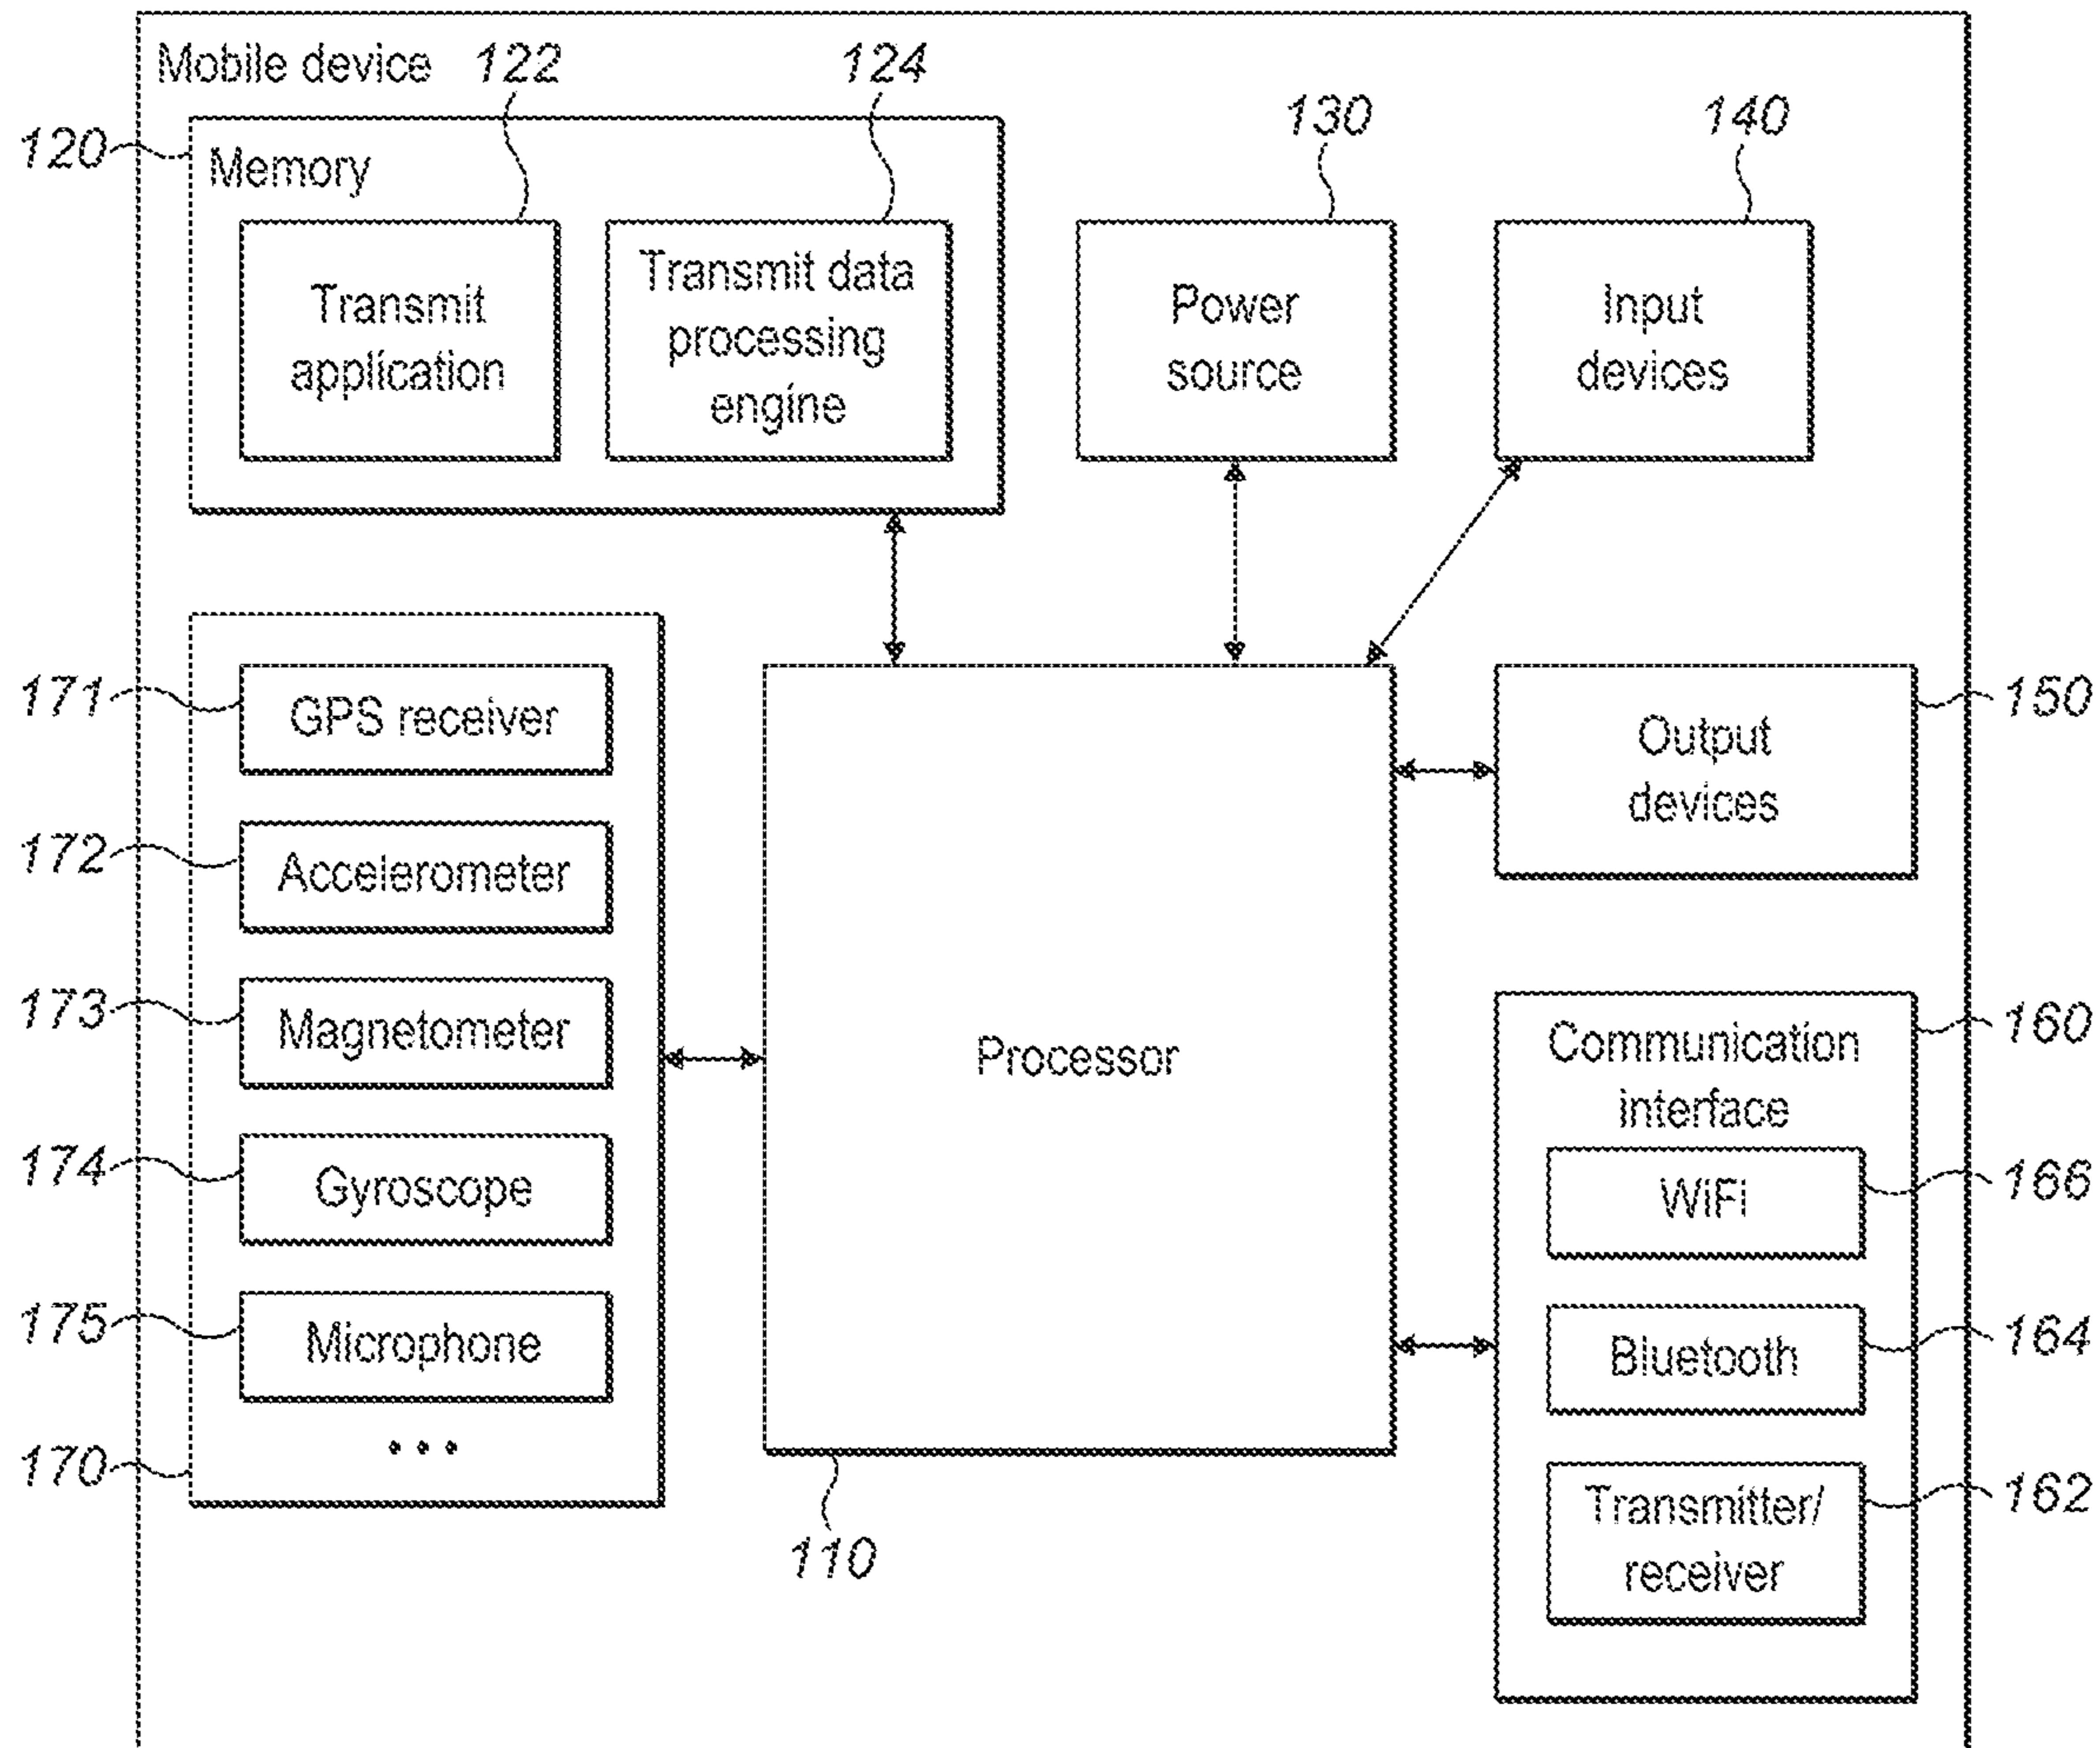 Mobile device 122 124
130 140
120 Memory
Transmit
application
Transmit data
processing
engine
Power
source
Input
devices
171 GPS receiver
172 Accelerometer
173 Magnetometer
174 Gyroscope
175 Microphone
...
170
Processor
110
Output
devices
150
Communication
interface
160
WiFi 166
Bluetooth 164
Transmitter/
receiver
162